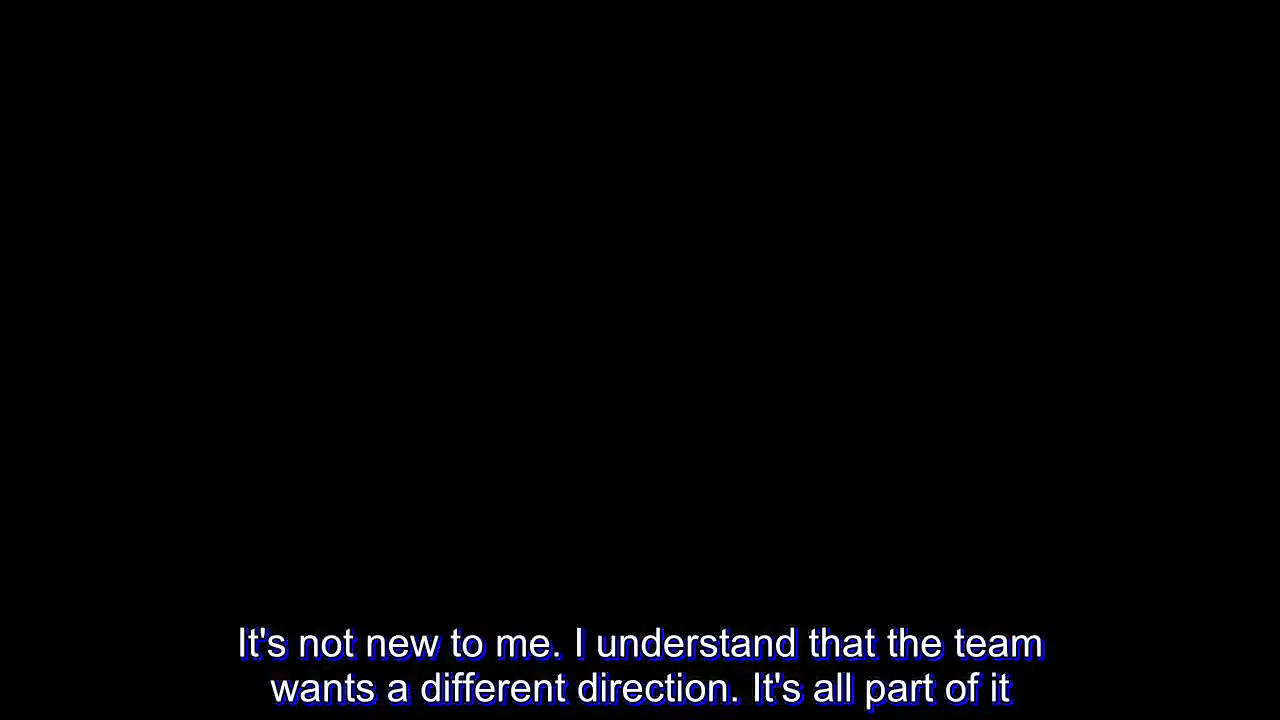 It's not new to me. I understand that the team
wants a different direction. It's all part of it